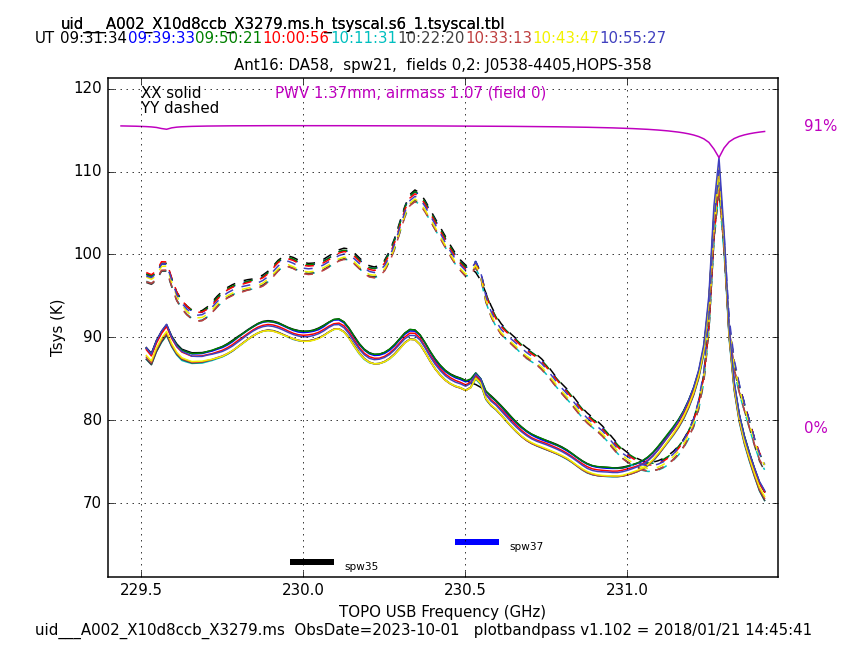 uid___A002_X10d8ccb_X3279.ms.h_tsyscal.s6_1.tsyscal.tbl
UT 09:31:34 09:39:33 09:50:21 10:00:56 10:11:31 10:22:20 10:33:13 10:43:47 10:55:27
Ant16: DA58,  spw21,  fields 0,2: J0538-4405,HOPS-358
XX solid
PWV 1.37mm, airmass 1.07 (field 0)
YY dashed
120
110
100
90
80
70
Tsys (K)
91%
0%
spw37
spw35
229.5 230.0 230.5 231.0
TOPO USB Frequency (GHz)
uid___A002_X10d8ccb_X3279.ms  ObsDate=2023-10-01   plotbandpass v1.102 = 2018/01/21 14:45:41